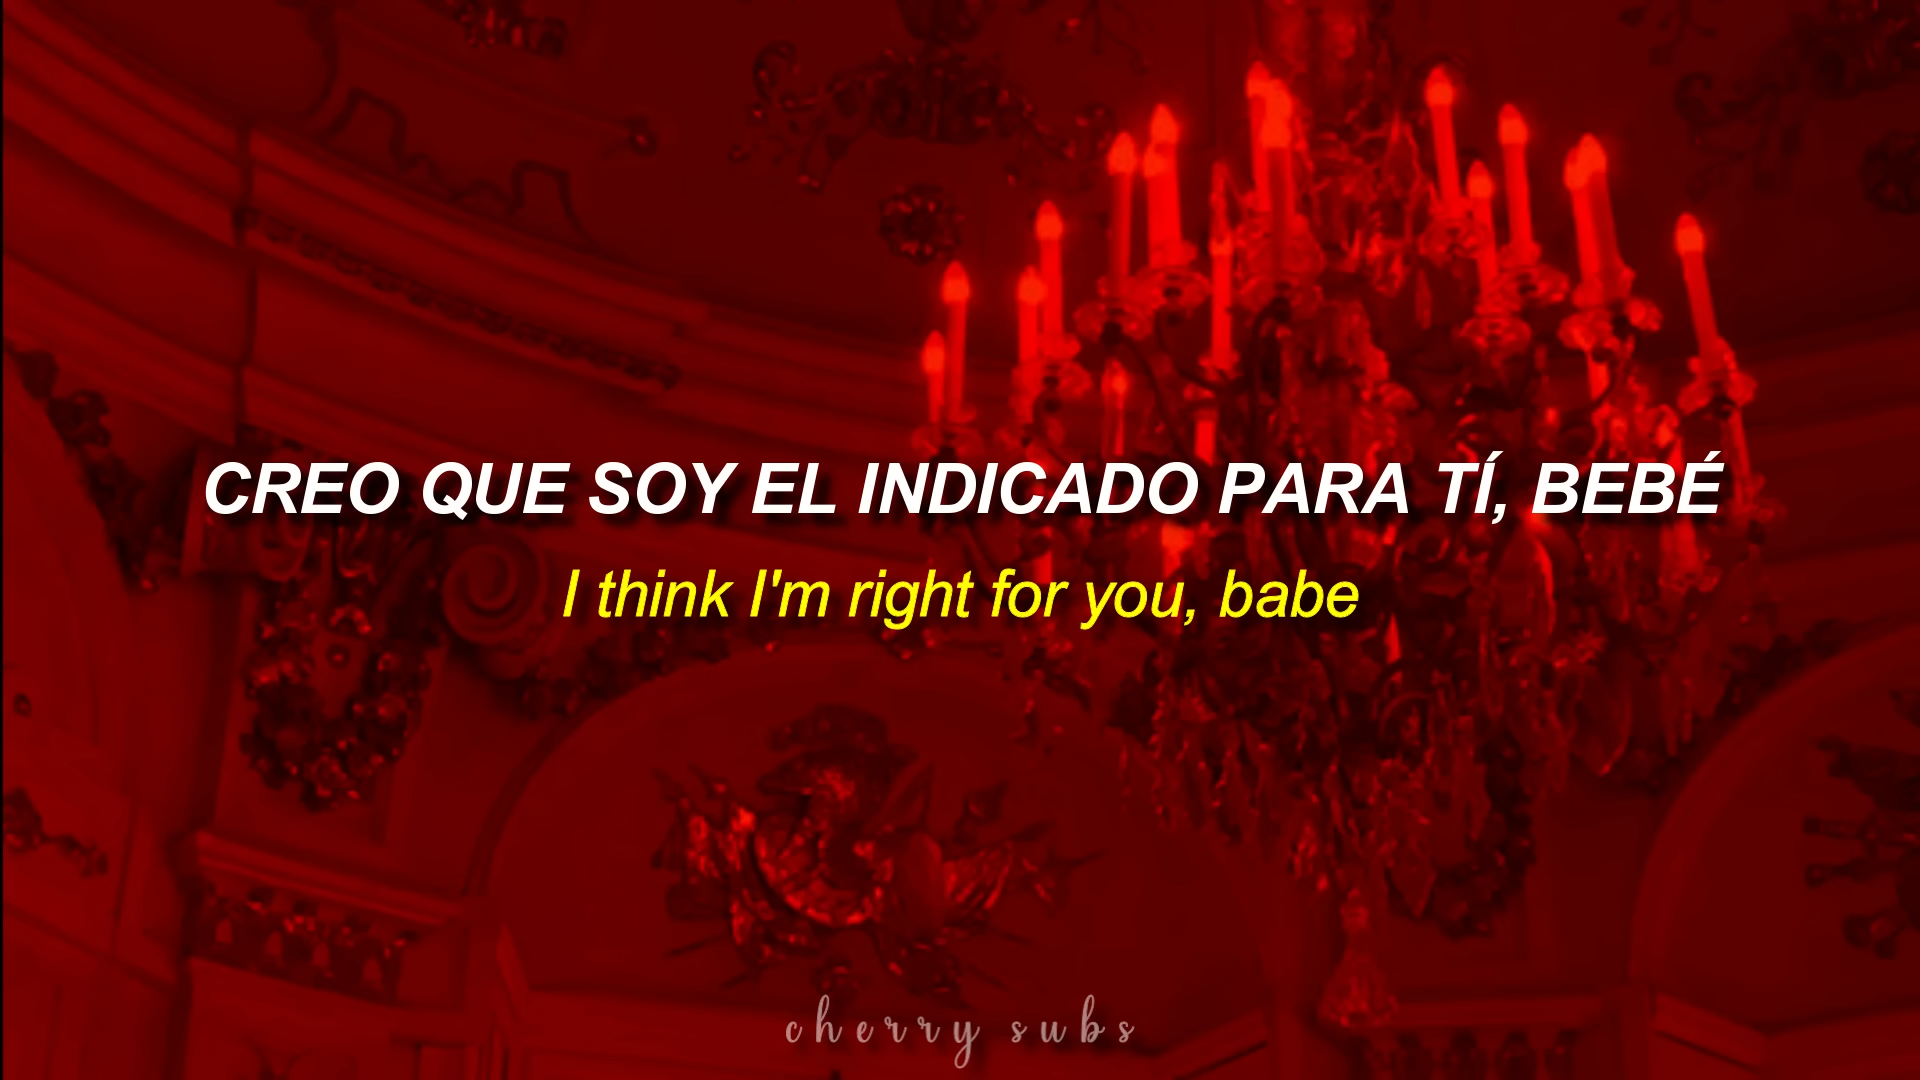 CREO QUE SOY EL INDICADO PARA TÍ, BEBÉ
I think I'm right for you, babe
cherry subs